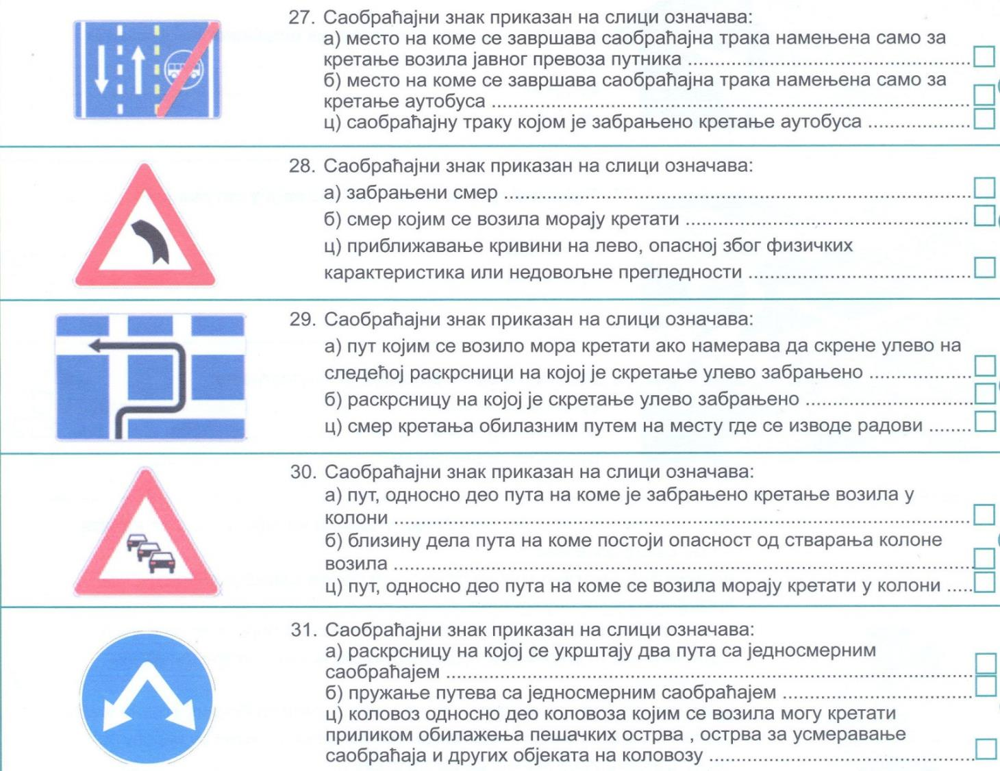 27. Саобраћајни знак приказан на слици означава:
а) место на коме се завршава саобраћајна трака намењена само за
кретање возила јавног превоза путника ................................................
б) место на коме се завршава саобраћајна трака намењена само за
кретање аутобуса ................................................................................
ц) саобраћајну траку којом је забрањено кретање аутобуса .................
28. Саобраћајни знак приказан на слици означава:
а) забрањени смер ..............................................................................
б) смер којим се возила морају кретати ................................................
ц) приближавање кривини на лево, опасној због физичких
карактеристика или недовољне прегледности .....................................
29. Саобраћајни знак приказан на слици означава:
а) пут којим се возило мора кретати ако намерава да скрене улево на
следећој раскрсници на којој је скретање улево забрањено .................
б) раскрсницу на којој је скретање улево забрањено ............................
ц) смер кретања обилазним путем на месту где се изводе радови ........
30. Саобраћајни знак приказан на слици означава:
а) пут, односно део пута на коме је забрањено кретање возила у
колони ................................................................................................
б) близину дела пута на коме постоји опасност од стварања колоне
возила ................................................................................................
ц) пут, односно део пута на коме се возила морају кретати у колони .....
31. Саобраћајни знак приказан на слици означава:
а) раскрсницу на којој се укрштају два пута са једносмерним
саобраћајем ........................................................................................
б) пружање путева са једносмерним саобраћајем ................................
ц) коловоз односно део коловоза којим се возила могу кретати
приликом обилажења пешачких острва , острва за усмеравање
саобраћаја и других објеката на коловозу ............................................